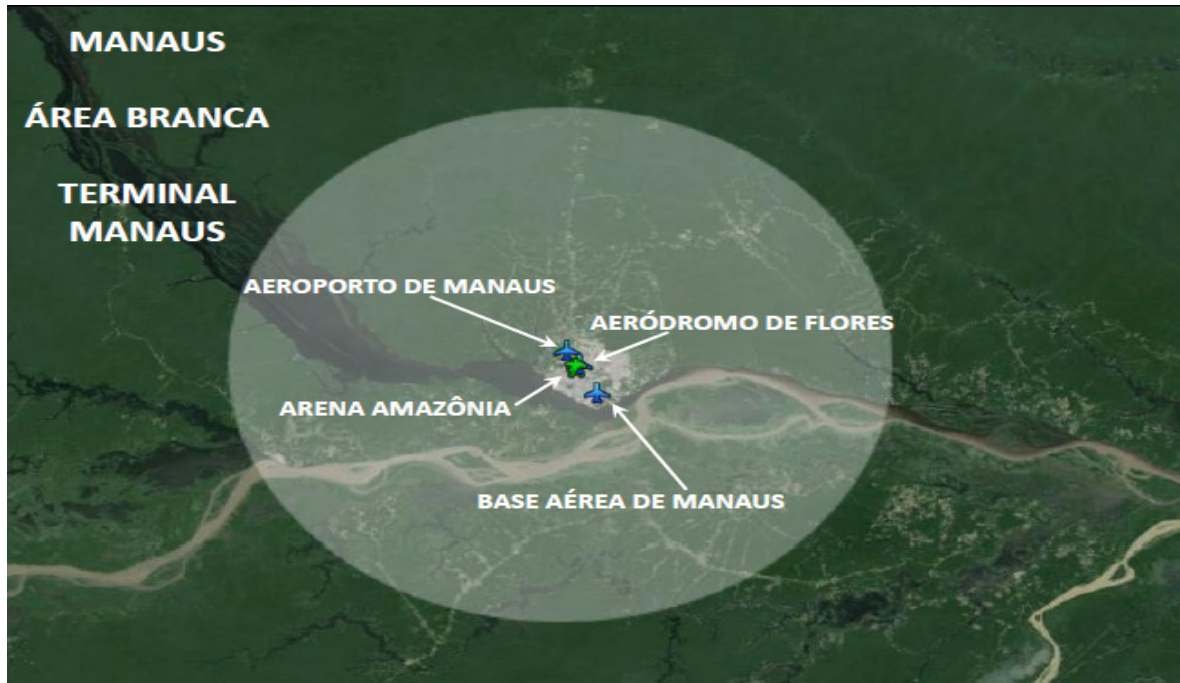 MANAUS
ÁREA BRANCA
TERMINAL
MANAUS
AEROPORTO DE MANAUS
AERÓDROMO DE FLORES
ARENA AMAZÔNIA
BASE AÉREA DE MANAUS